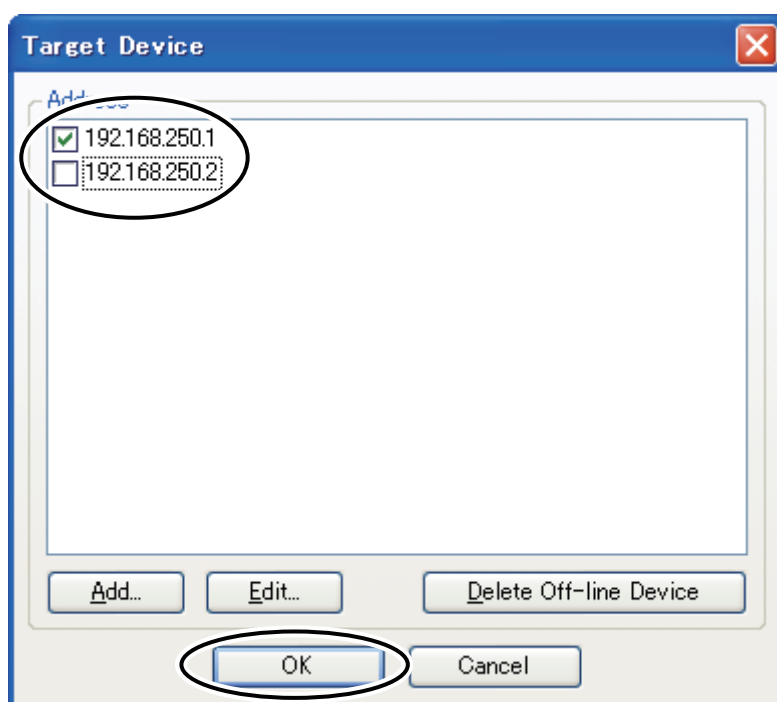 Target Device
192.168.250.1
192.168.250.2
Add...
Edit...
Delete Off-line Device
OK
Cancel